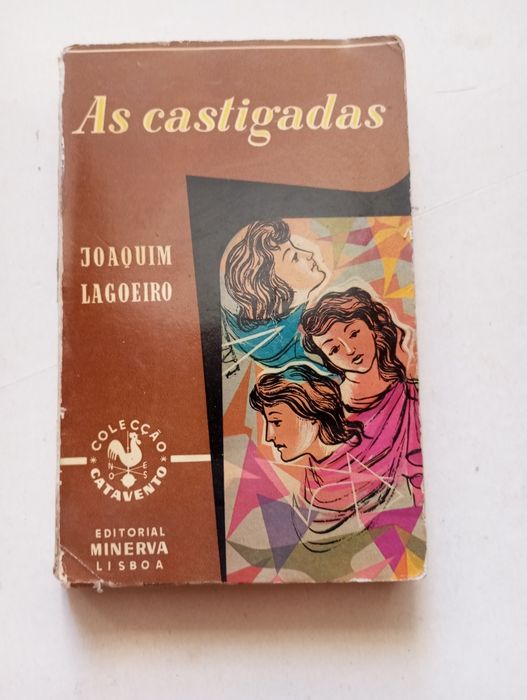 As castigadas
JOAQUIM
LAGOEIRO
COLECÇÃO
N
O E S
CATAVENTO
EDITORIAL
MINERVA
LISBOA